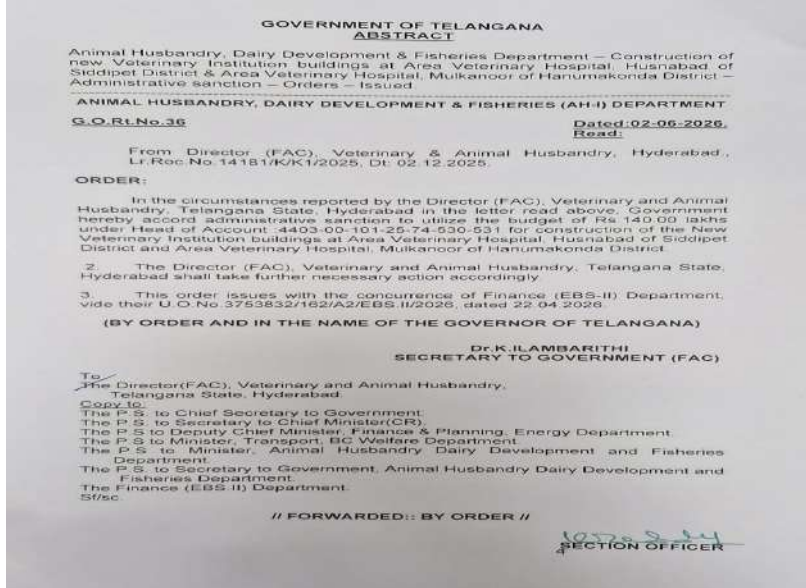 GOVERNMENT OF TELANGANA
ABSTRACT
Animal Husbandry, Dairy Development & Fisheries Department – Construction of
new Veterinary Institution buildings at Area Veterinary Hospital, Husnabad of
Siddipet District & Area Veterinary Hospital, Mulkanoor of Hanumakonda District –
Administrative sanction – Orders – Issued.
ANIMAL HUSBANDRY, DAIRY DEVELOPMENT & FISHERIES (AH-I) DEPARTMENT
G.O.Rt.No.36 Dated:02-06-2026.
Read:
From Director (FAC), Veterinary & Animal Husbandry, Hyderabad.,
Lr.Roc.No.14181/K/K1/2025, Dt: 02.12.2025.
ORDER:
In the circumstances reported by the Director (FAC), Veterinary and Animal
Husbandry, Telangana State, Hyderabad in the letter read above, Government
hereby accord administrative sanction to utilize the budget of Rs.140.00 lakhs
under Head of Account :4403-00-101-25-74-530-531 for construction of the New
Veterinary Institution buildings at Area Veterinary Hospital, Husnabad of Siddipet
District and Area Veterinary Hospital, Mulkanoor of Hanumakonda District.
2. The Director (FAC), Veterinary and Animal Husbandry, Telangana State,
Hyderabad shall take further necessary action accordingly.
3. This order issues with the concurrence of Finance (EBS-II) Department,
vide their U.O.No.3753832/162/A2/EBS.II/2026, dated 22.04.2026.
(BY ORDER AND IN THE NAME OF THE GOVERNOR OF TELANGANA)
Dr.K.ILAMBARITHI
SECRETARY TO GOVERNMENT (FAC)
To
The Director(FAC), Veterinary and Animal Husbandry,
Telangana State, Hyderabad.
Copy to:
The P.S. to Chief Secretary to Government.
The P.S. to Secretary to Chief Minister(CR).
The P.S. to Deputy Chief Minister, Finance & Planning, Energy Department.
The P.S to Minister, Transport, BC Welfare Department.
The P.S. to Minister, Animal Husbandry Dairy Development and Fisheries
Department.
The P.S. to Secretary to Government, Animal Husbandry Dairy Development and
Fisheries Department.
The Finance (EBS-II) Department.
Sf/sc.
// FORWARDED:: BY ORDER //
SECTION OFFICER